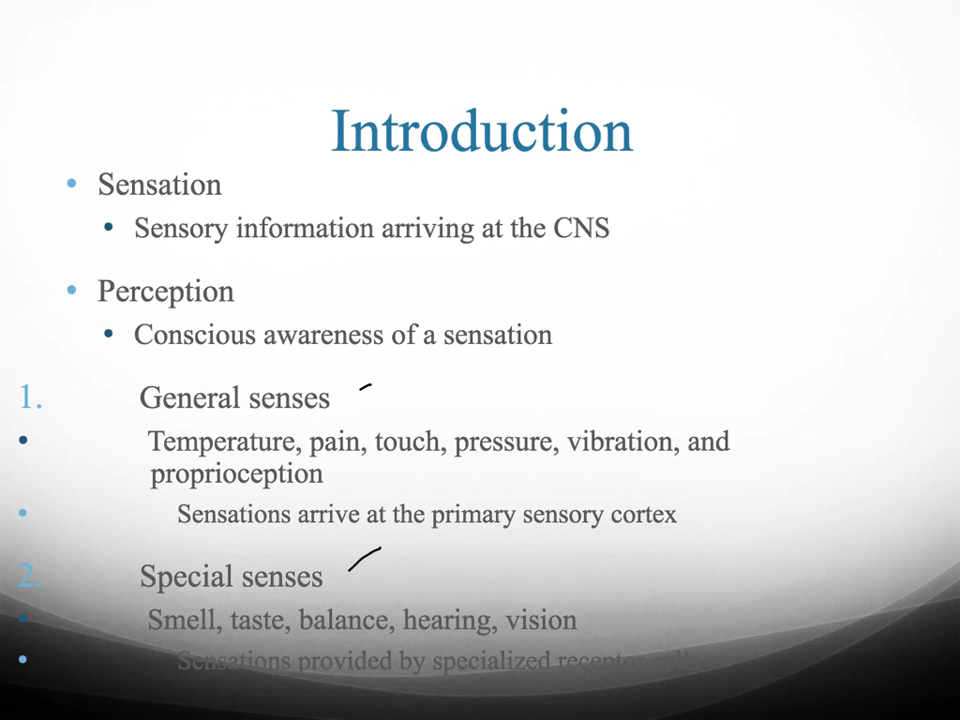 Introduction
• Sensation
• Sensory information arriving at the CNS
• Perception
• Conscious awareness of a sensation
1. General senses
• Temperature, pain, touch, pressure, vibration, and
proprioception
• Sensations arrive at the primary sensory cortex
2. Special senses
• Smell, taste, balance, hearing, vision
• Sensations provided by specialized receptor cells